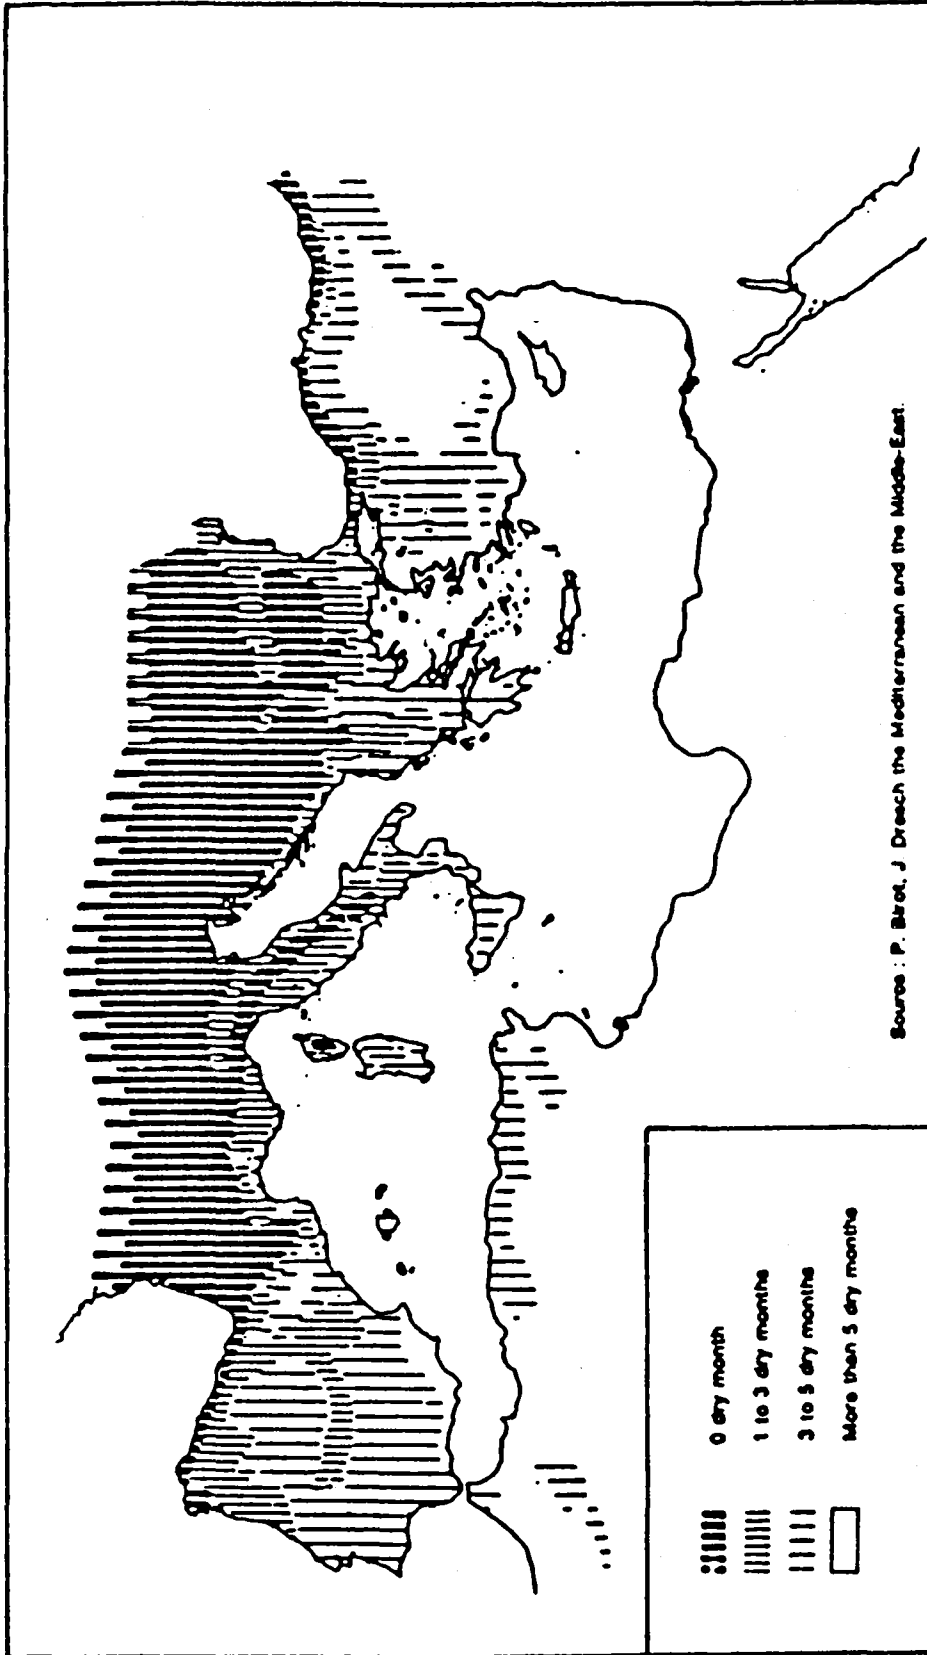 0 dry month
1 to 3 dry months
3 to 5 dry months
More than 5 dry months
Source : P. Birot, J Dresch the Mediterranean and the Middle-East.